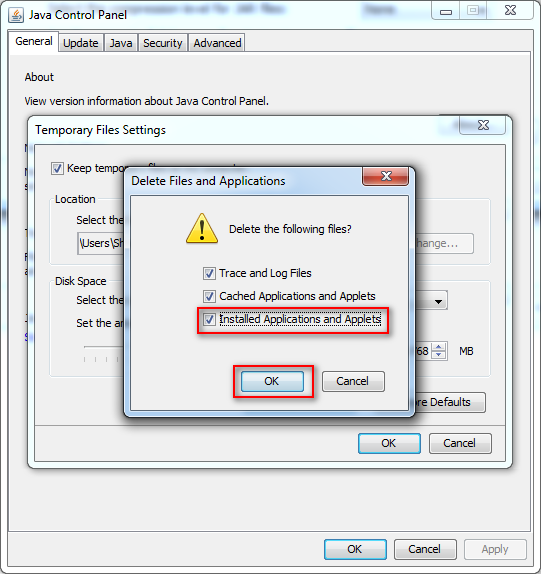 Java Control Panel
General Update Java Security Advanced
About
View version information about Java Control Panel.
Temporary Files Settings
Keep tempor
Delete Files and Applications
Location
Select the
Delete the following files?
\Users\Sh
hange...
Trace and Log Files
Disk Space
Select the
Cached Applications and Applets
Set the ar
Installed Applications and Applets
68 MB
OK Cancel
re Defaults
OK Cancel
OK Cancel Apply